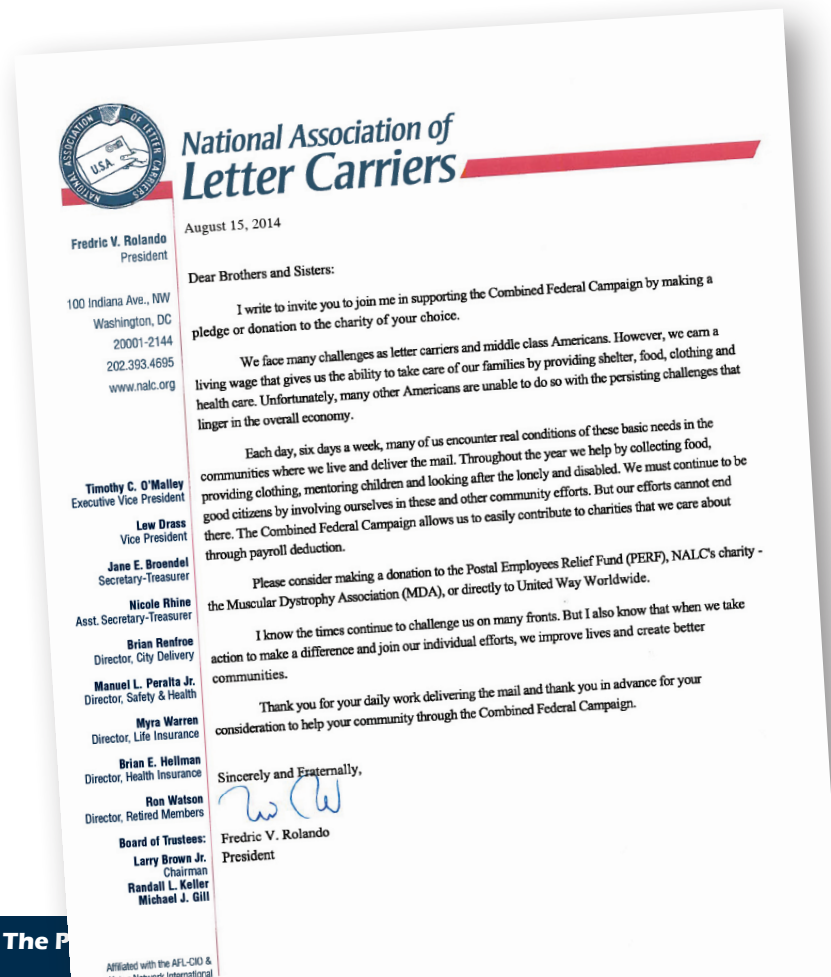 NATIONAL ASSOCIATION OF LETTER CARRIERS
U.S.A.
National Association of
Letter Carriers
Fredric V. Rolando
President
100 Indiana Ave., NW
Washington, DC
20001-2144
202.393.4695
www.nalc.org
Timothy C. O'Malley
Executive Vice President
Lew Drass
Vice President
Jane E. Broendel
Secretary-Treasurer
Nicole Rhine
Asst. Secretary-Treasurer
Brian Renfroe
Director, City Delivery
Manuel L. Peralta Jr.
Director, Safety & Health
Myra Warren
Director, Life Insurance
Brian E. Hellman
Director, Health Insurance
Ron Watson
Director, Retired Members
Board of Trustees:
Larry Brown Jr.
Chairman
Randall L. Keller
Michael J. Gill
Affiliated with the AFL-CIO &
Network International
August 15, 2014
Dear Brothers and Sisters:
I write to invite you to join me in supporting the Combined Federal Campaign by making a
pledge or donation to the charity of your choice.
We face many challenges as letter carriers and middle class Americans. However, we earn a
living wage that gives us the ability to take care of our families by providing shelter, food, clothing and
health care. Unfortunately, many other Americans are unable to do so with the persisting challenges that
linger in the overall economy.
Each day, six days a week, many of us encounter real conditions of these basic needs in the
communities where we live and deliver the mail. Throughout the year we help by collecting food,
providing clothing, mentoring children and looking after the lonely and disabled. We must continue to be
good citizens by involving ourselves in these and other community efforts. But our efforts cannot end
there. The Combined Federal Campaign allows us to easily contribute to charities that we care about
through payroll deduction.
Please consider making a donation to the Postal Employees Relief Fund (PERF), NALC's charity -
the Muscular Dystrophy Association (MDA), or directly to United Way Worldwide.
I know the times continue to challenge us on many fronts. But I also know that when we take
action to make a difference and join our individual efforts, we improve lives and create better
communities.
Thank you for your daily work delivering the mail and thank you in advance for your
consideration to help your community through the Combined Federal Campaign.
Sincerely and Fraternally,
Fredric V. Rolando
President
The P